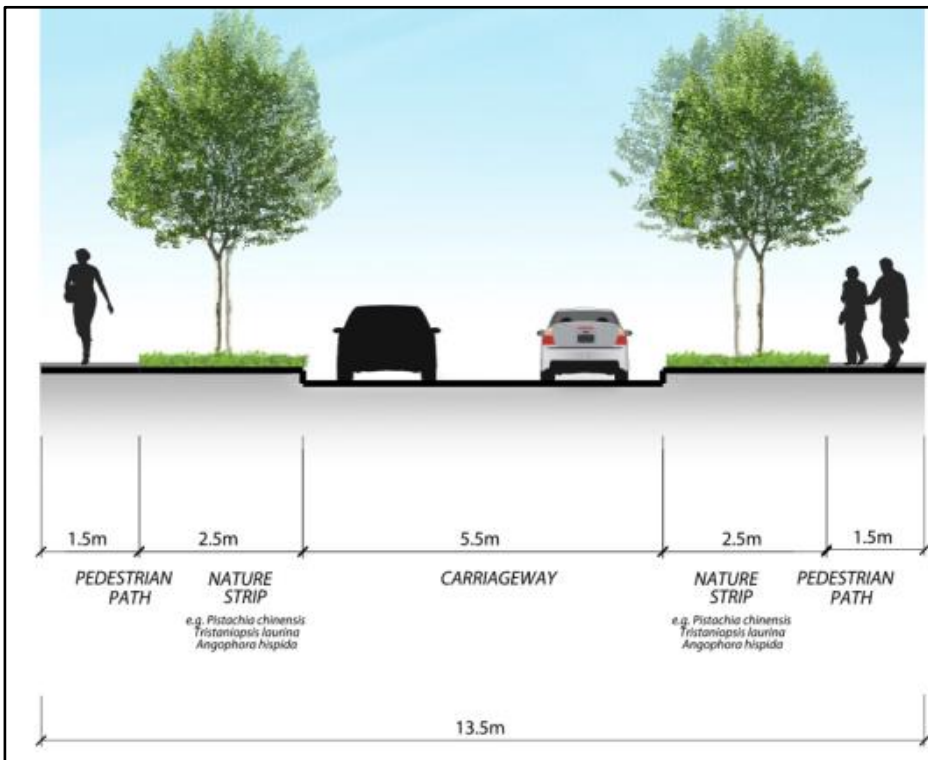 1.5m
2.5m
5.5m
2.5m
1.5m
PEDESTRIAN
PATH
NATURE
STRIP
e.g. Pistachia chinensis
Tristaniopsis laurina
Angophora hispida
CARRIAGEWAY
NATURE
STRIP
e.g. Pistachia chinensis
Tristaniopsis laurina
Angophora hispida
PEDESTRIAN
PATH
13.5m